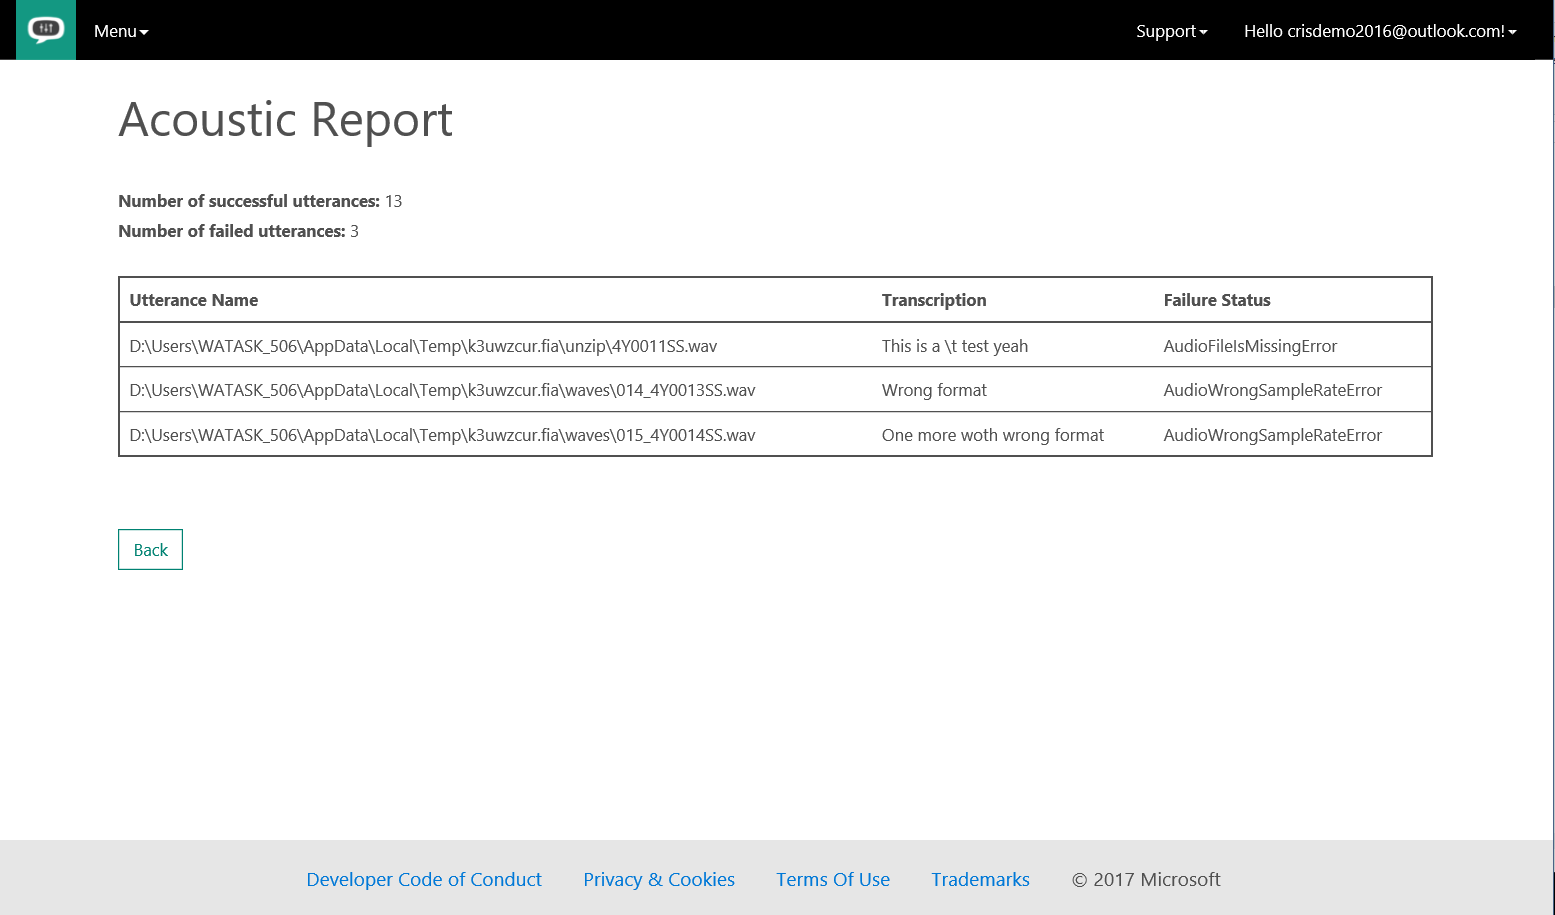 Menu Support Hello crisdemo2016@outlook.com!
Acoustic Report
Number of successful utterances: 13
Number of failed utterances: 3
Utterance Name Transcription Failure Status
D:\Users\WATASK_506\AppData\Local\Temp\k3uwzcur.fia\unzip\4Y0011SS.wav This is a \t test yeah AudioFileIsMissingError
D:\Users\WATASK_506\AppData\Local\Temp\k3uwzcur.fia\waves\014_4Y0013SS.wav Wrong format AudioWrongSampleRateError
D:\Users\WATASK_506\AppData\Local\Temp\k3uwzcur.fia\waves\015_4Y0014SS.wav One more woth wrong format AudioWrongSampleRateError
Back
Developer Code of Conduct Privacy & Cookies Terms Of Use Trademarks © 2017 Microsoft